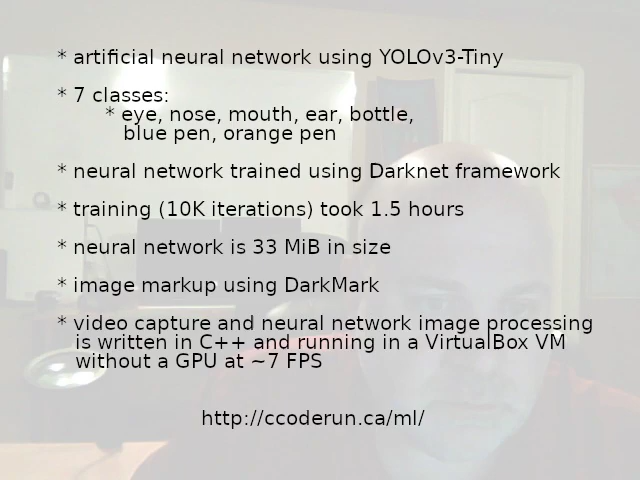 * artificial neural network using YOLOv3-Tiny
* 7 classes:
* eye, nose, mouth, ear, bottle,
blue pen, orange pen
* neural network trained using Darknet framework
* training (10K iterations) took 1.5 hours
* neural network is 33 MiB in size
* image markup using DarkMark
* video capture and neural network image processing
is written in C++ and running in a VirtualBox VM
without a GPU at ~7 FPS
http://ccoderun.ca/ml/